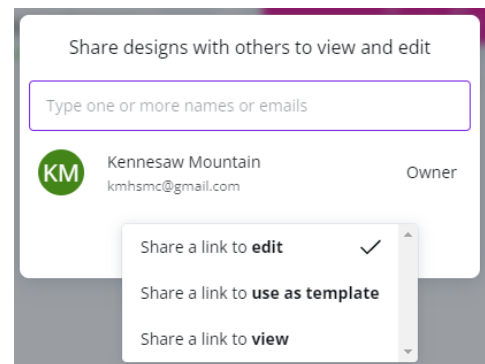 Share designs with others to view and edit
Type one or more names or emails
KM
Kennesaw Mountain
Owner
kmhsmc@gmail.com
Share a link to edit
Share a link to use as template
Share a link to view